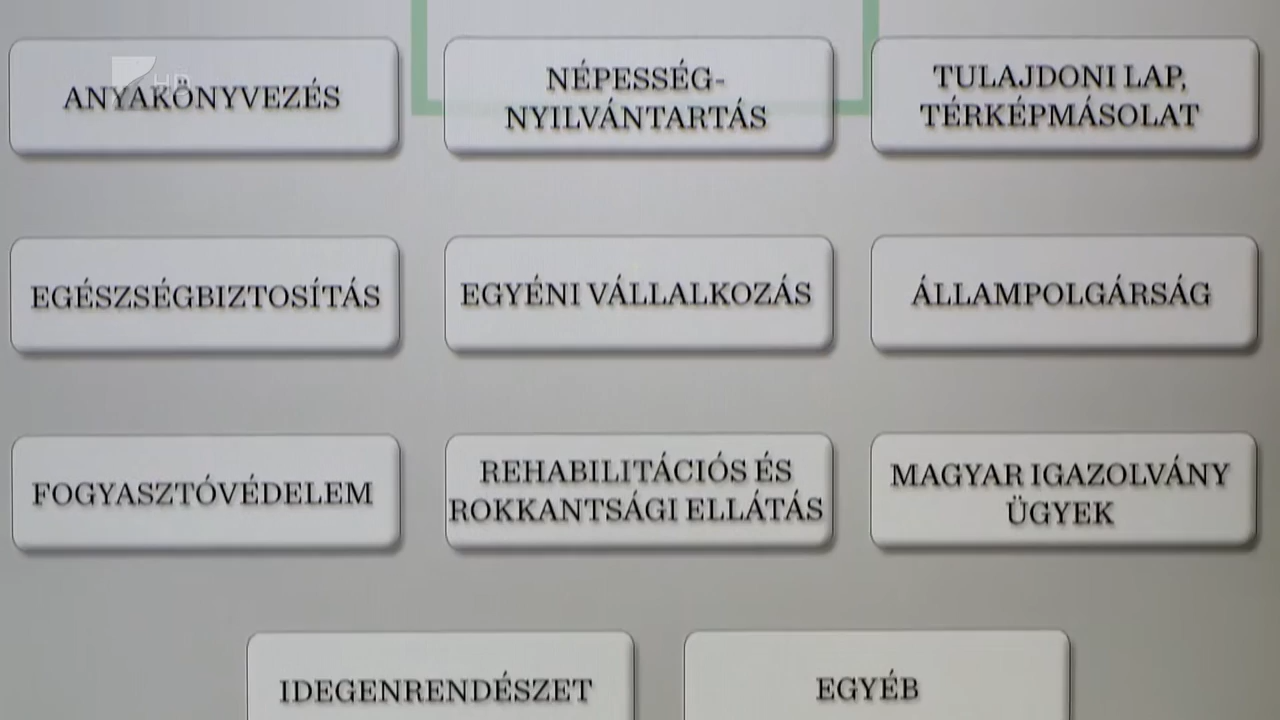 HD
ANYAKÖNYVEZÉS
NÉPESSÉG-
NYILVÁNTARTÁS
TULAJDONI LAP,
TÉRKÉPMÁSOLAT
EGÉSZSÉGBIZTOSÍTÁS
EGYÉNI VÁLLALKOZÁS
ÁLLAMPOLGÁRSÁG
FOGYASZTÓVÉDELEM
REHABILITÁCIÓS ÉS
ROKKANTSÁGI ELLÁTÁS
MAGYAR IGAZOLVÁNY
ÜGYEK
IDEGENRENDÉSZET
EGYÉB